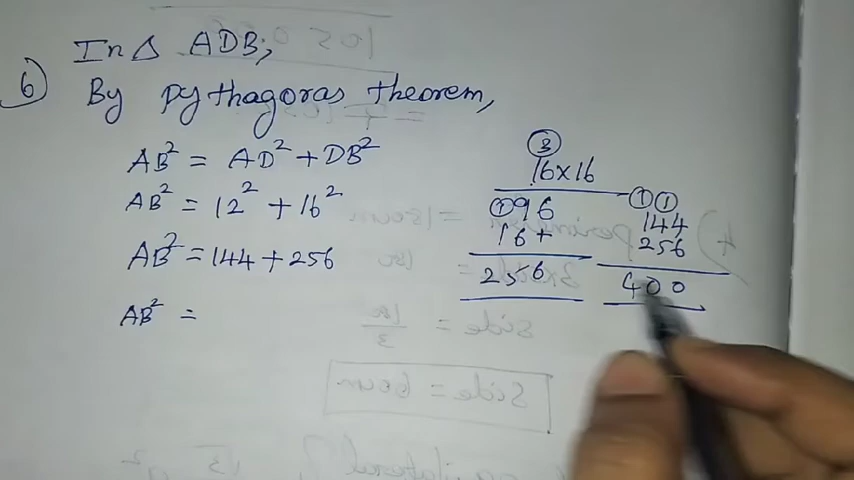 6) In △ ADB,
By pythagoras theorem,
AB² = AD² + DB²
AB² = 12² + 16²
AB² = 144 + 256
AB² =
3
16×16
1 96
16+
256
1 1
144
256
400